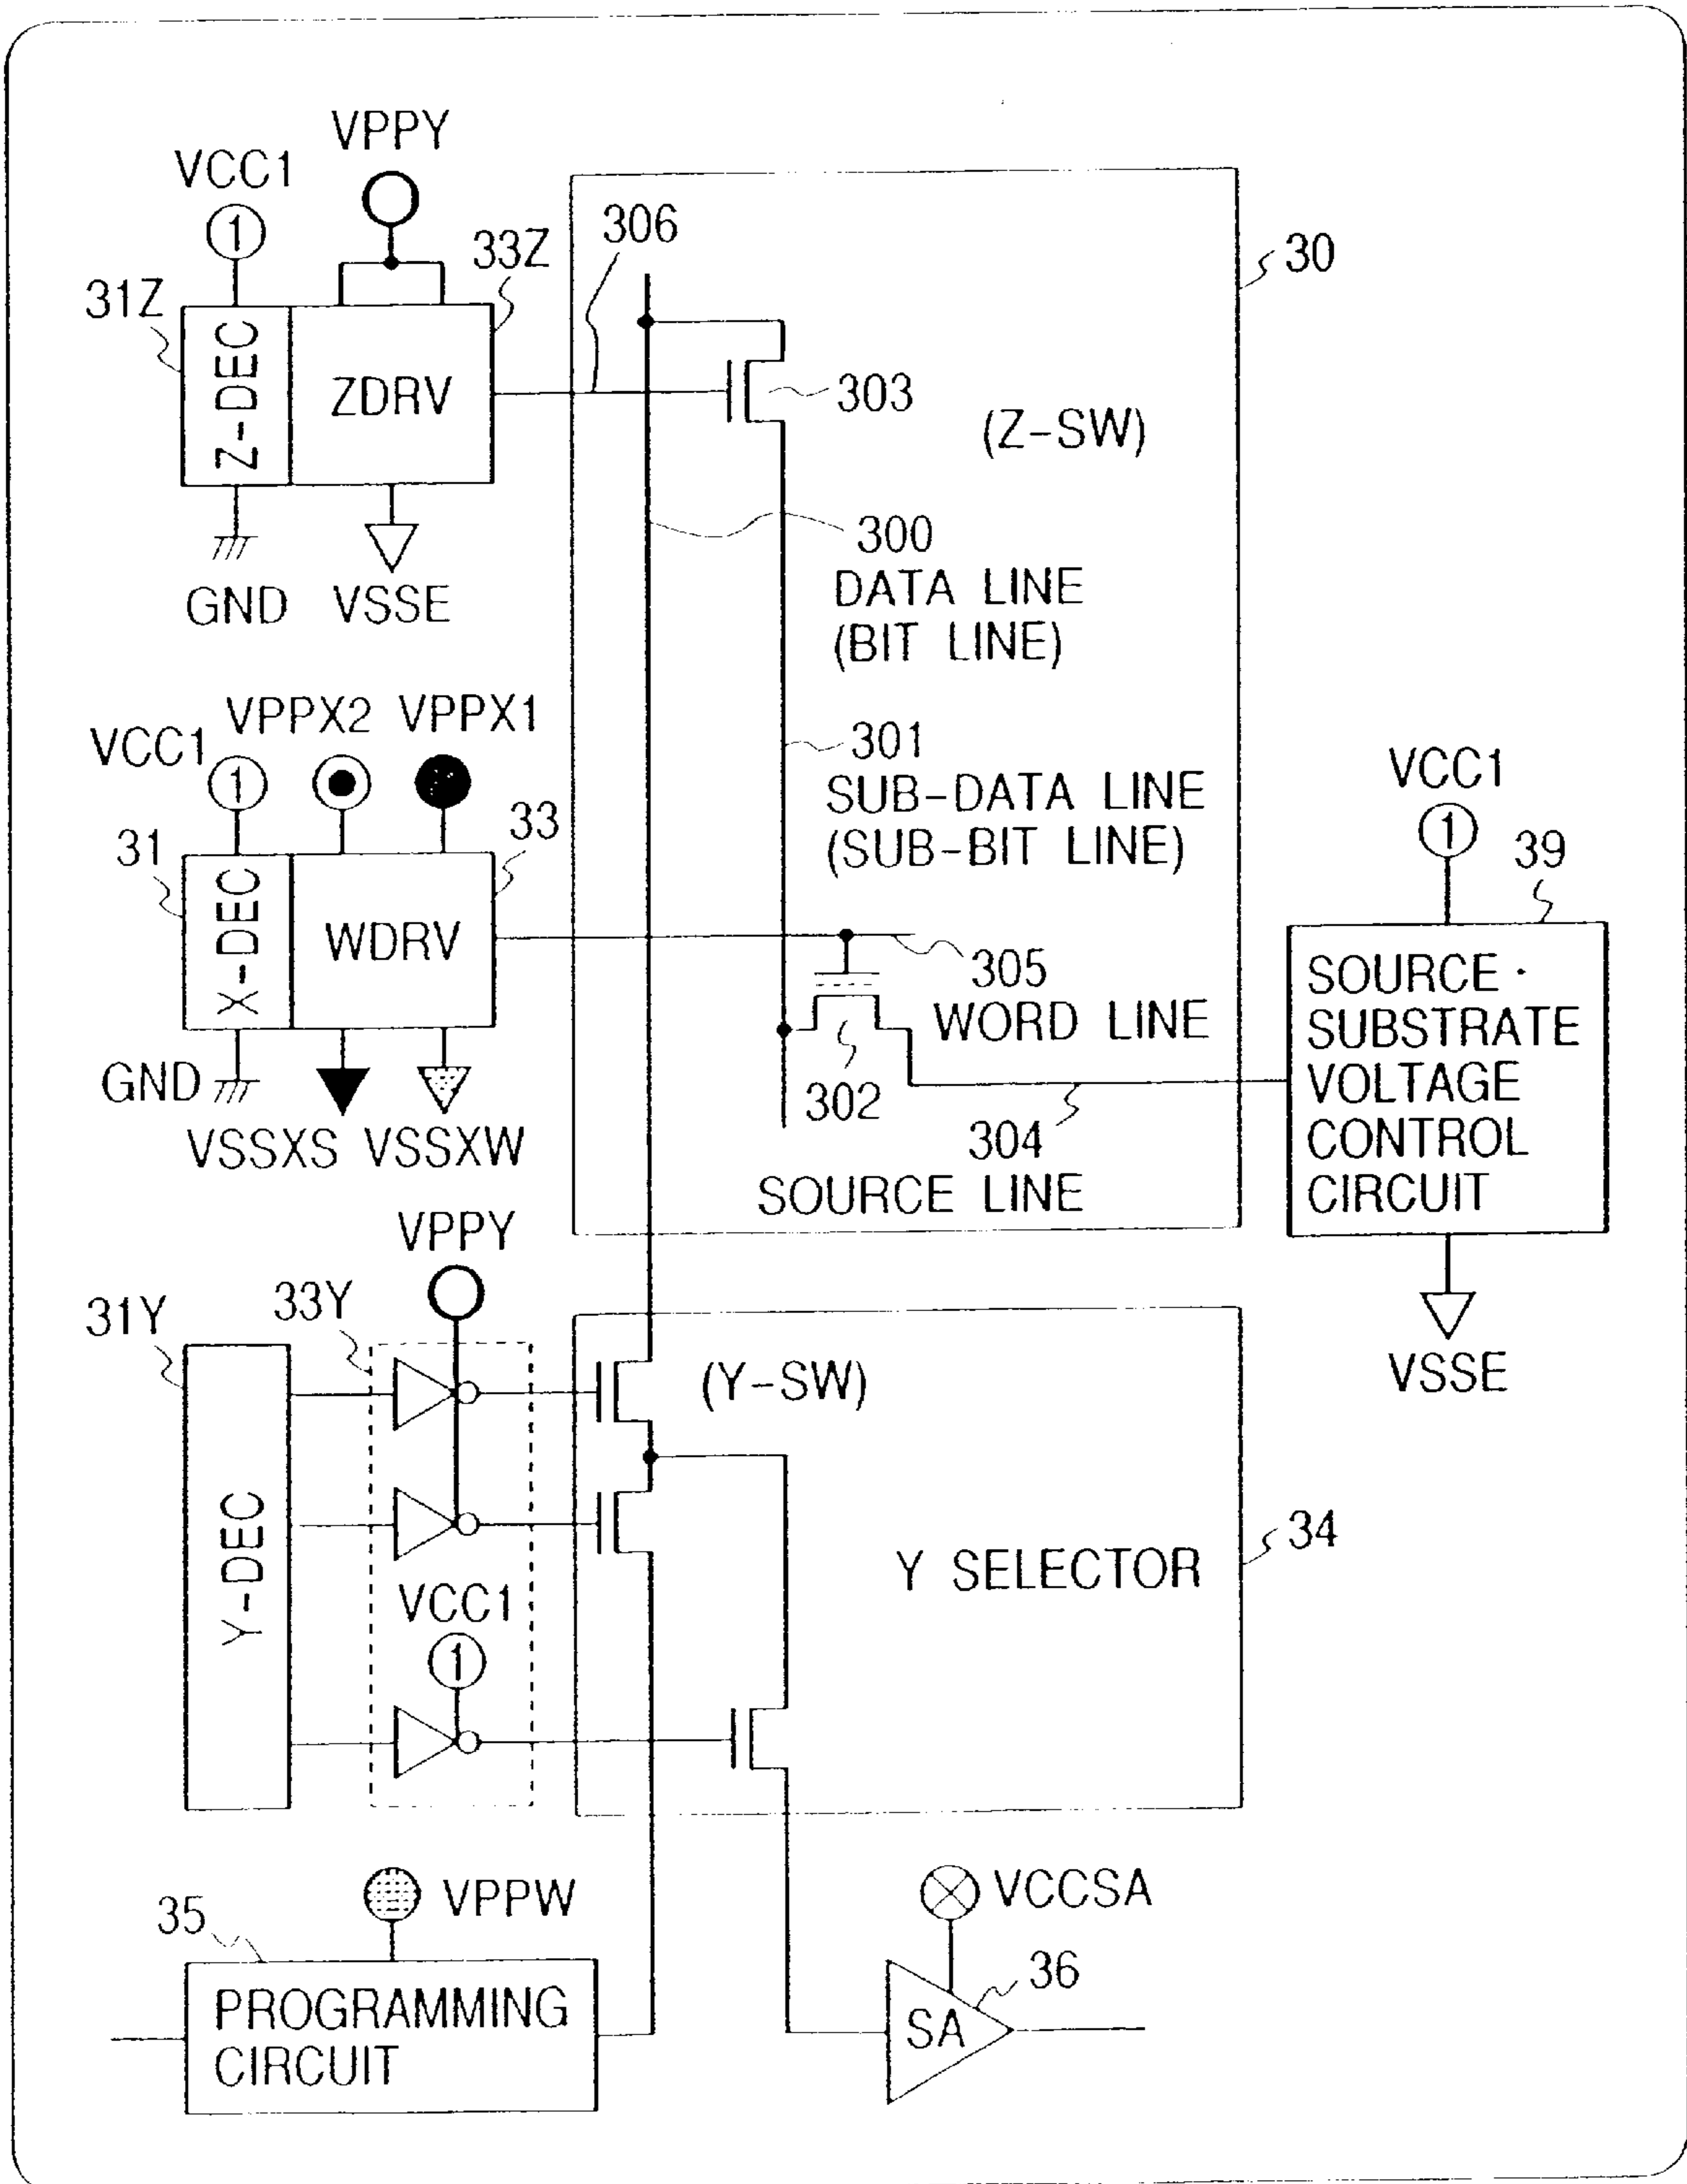 VPPY
VCC1
1
306
33Z
30
31Z
Z-DEC
ZDRV
303
(Z-SW)
300
DATA LINE
(BIT LINE)
GND
VSSE
VPPX2
VPPX1
VCC1
1
301
SUB-DATA LINE
(SUB-BIT LINE)
VCC1
1
31
33
39
X-DEC
WDRV
305
WORD LINE
SOURCE·
SUBSTRATE
VOLTAGE
CONTROL
CIRCUIT
GND
302
304
VSSXS
VSSXW
SOURCE LINE
VPPY
31Y
33Y
(Y-SW)
VSSE
Y-DEC
34
Y SELECTOR
VCC1
1
VPPW
VCCSA
35
36
PROGRAMMING
CIRCUIT
SA